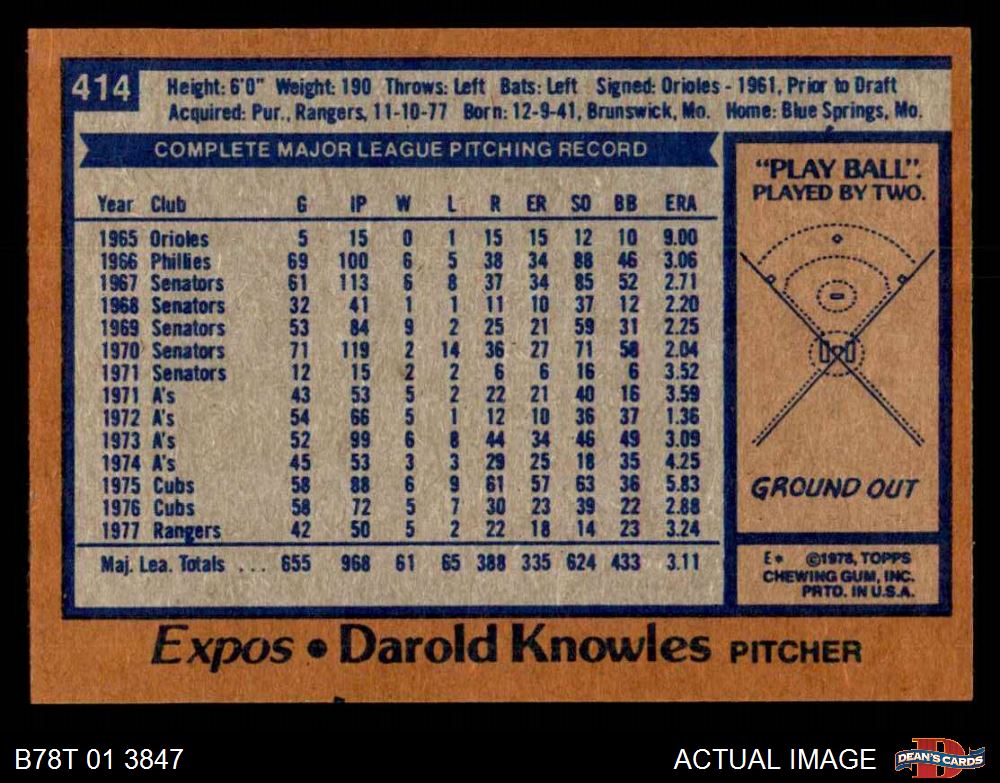 414
Height: 6'0" Weight: 190 Throws: Left Bats: Left Signed: Orioles - 1961, Prior to Draft
Acquired: Pur., Rangers, 11-10-77 Born: 12-9-41, Brunswick, Mo. Home: Blue Springs, Mo.
COMPLETE MAJOR LEAGUE PITCHING RECORD
Year Club G IP W L R ER SO BB ERA
1965 Orioles 5 15 0 1 15 15 12 10 9.00
1966 Phillies 69 100 6 5 38 34 88 46 3.06
1967 Senators 61 113 6 8 37 34 85 52 2.71
1968 Senators 32 41 1 1 11 10 37 12 2.20
1969 Senators 53 84 9 2 25 21 59 31 2.25
1970 Senators 71 119 2 14 36 27 71 58 2.04
1971 Senators 12 15 2 2 6 6 16 6 3.52
1971 A's 43 53 5 2 22 21 40 16 3.59
1972 A's 54 66 5 1 12 10 36 37 1.36
1973 A's 52 99 6 8 44 34 46 49 3.09
1974 A's 45 53 3 3 29 25 18 35 4.25
1975 Cubs 58 88 6 9 61 57 63 36 5.83
1976 Cubs 58 72 5 7 30 23 39 22 2.88
1977 Rangers 42 50 5 2 22 18 14 23 3.24
Maj. Lea. Totals ... 655 968 61 65 388 335 624 433 3.11
"PLAY BALL".
PLAYED BY TWO.
GROUND OUT
E* ©1978, TOPPS
CHEWING GUM, INC.
PRTD. IN U.S.A.
Expos • Darold Knowles PITCHER
B78T 01 3847
ACTUAL IMAGE
D
DEAN'S CARDS